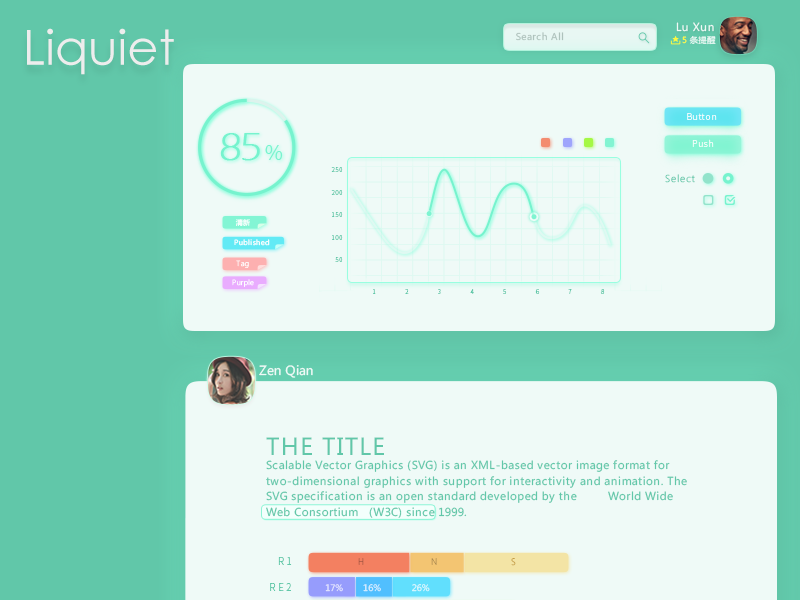 Liquiet
Search All
Lu Xun
5 条提醒
85%
清新
Published
Tag
Purple
250
200
150
100
50
1 2 3 4 5 6 7 8
Button
Push
Select
Zen Qian
THE TITLE
Scalable Vector Graphics (SVG) is an XML-based vector image format for
two-dimensional graphics with support for interactivity and animation. The
SVG specification is an open standard developed by the World Wide
Web Consortium (W3C) since 1999.
R1 H N S
RE2 17% 16% 26%